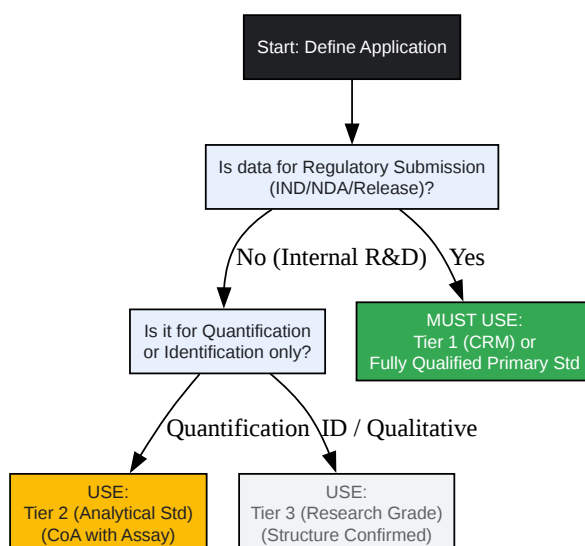 Start: Define Application
Is data for Regulatory Submission
(IND/NDA/Release)?
No (Internal R&D)
Yes
Is it for Quantification
or Identification only?
MUST USE:
Tier 1 (CRM) or
Fully Qualified Primary Std
Quantification
ID / Qualitative
USE:
Tier 2 (Analytical Std)
(CoA with Assay)
USE:
Tier 3 (Research Grade)
(Structure Confirmed)